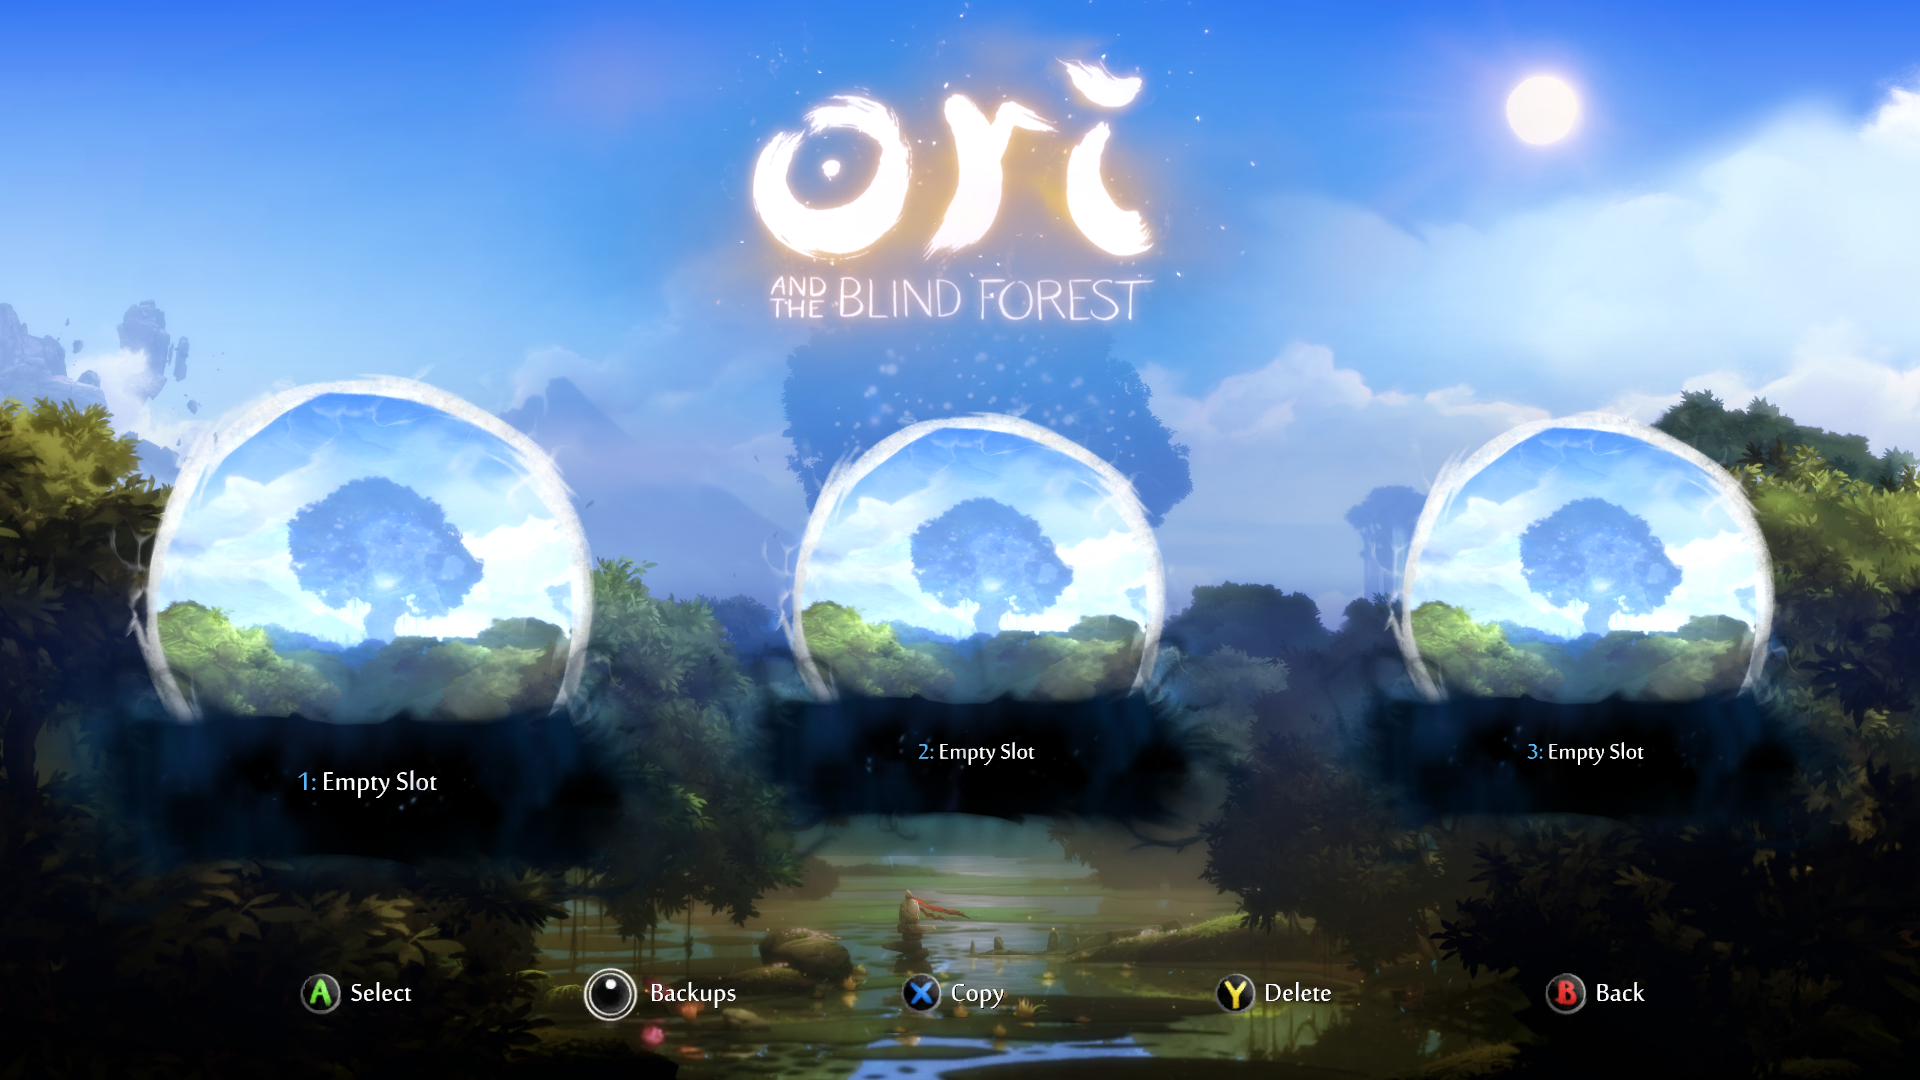 ori
AND THE BLIND FOREST
1: Empty Slot
2: Empty Slot
3: Empty Slot
A Select
Backups
X Copy
Y Delete
B Back